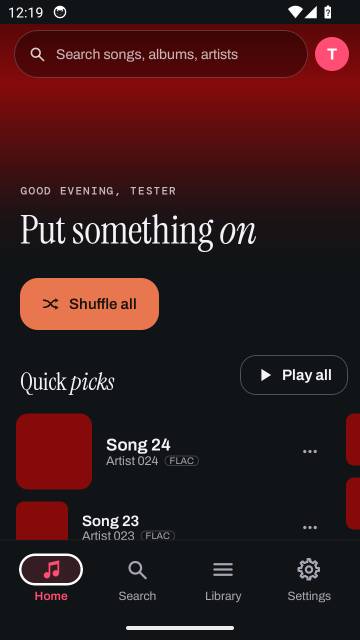 12:19
Search songs, albums, artists
T
GOOD EVENING, TESTER
Put something on
Shuffle all
Quick picks
Play all
Song 24
Artist 024 FLAC
Song 23
Artist 023 FLAC
Home
Search
Library
Settings